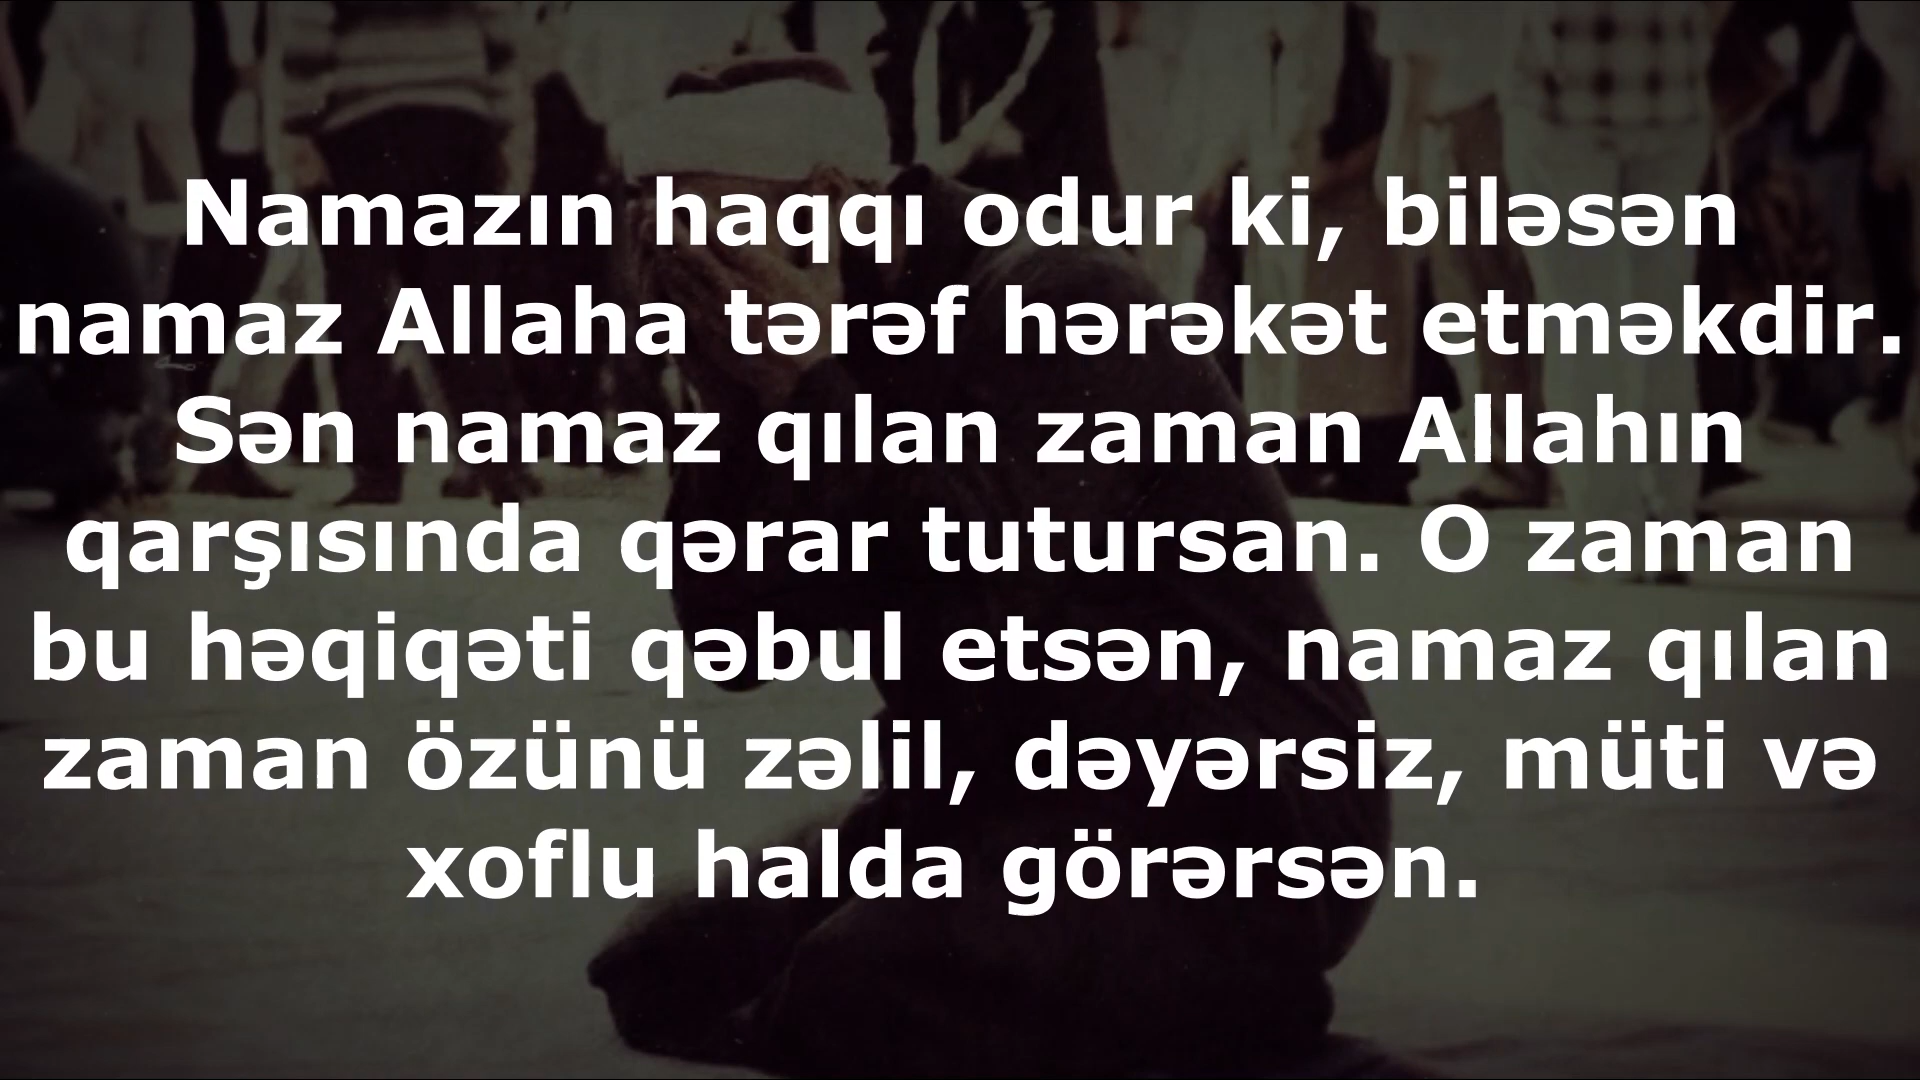 Namazın haqqı odur ki, biləsən
namaz Allaha tərəf hərəkət etməkdir.
Sən namaz qılan zaman Allahın
qarşısında qərar tutursan. O zaman
bu həqiqəti qəbul etsən, namaz qılan
zaman özünü zəlil, dəyərsiz, müti və
xoflu halda görərsən.